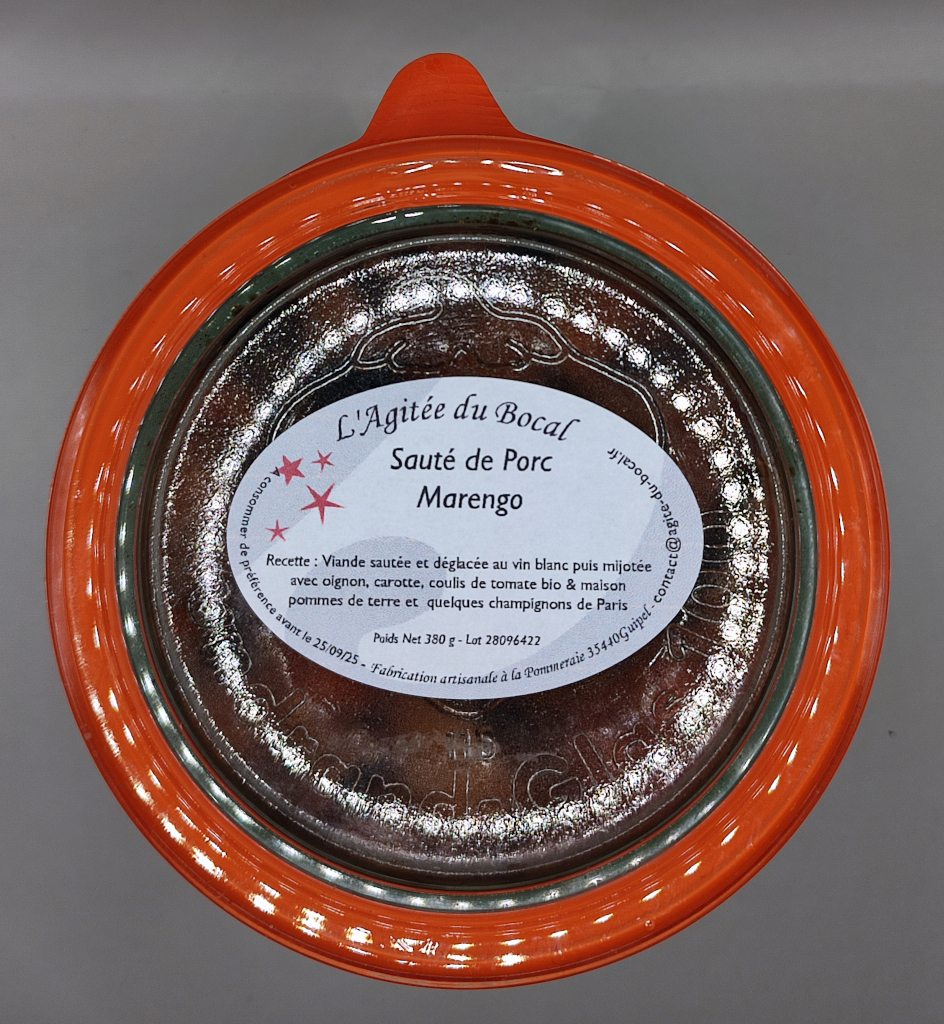 L'Agitée du Bocal
Sauté de Porc
Marengo
Recette : Viande sautée et déglacée au vin blanc puis mijotée
avec oignon, carotte, coulis de tomate bio & maison
pommes de terre et quelques champignons de Paris
Poids Net 380 g - Lot 28096422
A consommer de préférence avant le 25/09/25 - Fabrication artisanale à la Pommeraie 35440Guipel - contact@agite-du-bocal.fr